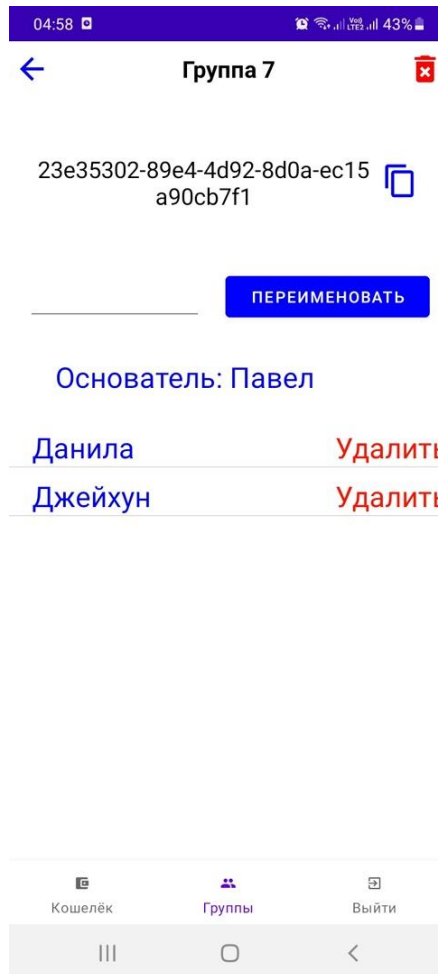 04:58 43%
Группа 7
23e35302-89e4-4d92-8d0a-ec15
a90cb7f1
ПЕРЕИМЕНОВАТЬ
Основатель: Павел
Данила Удалить
Джейхун Удалить
Кошелёк Группы Выйти